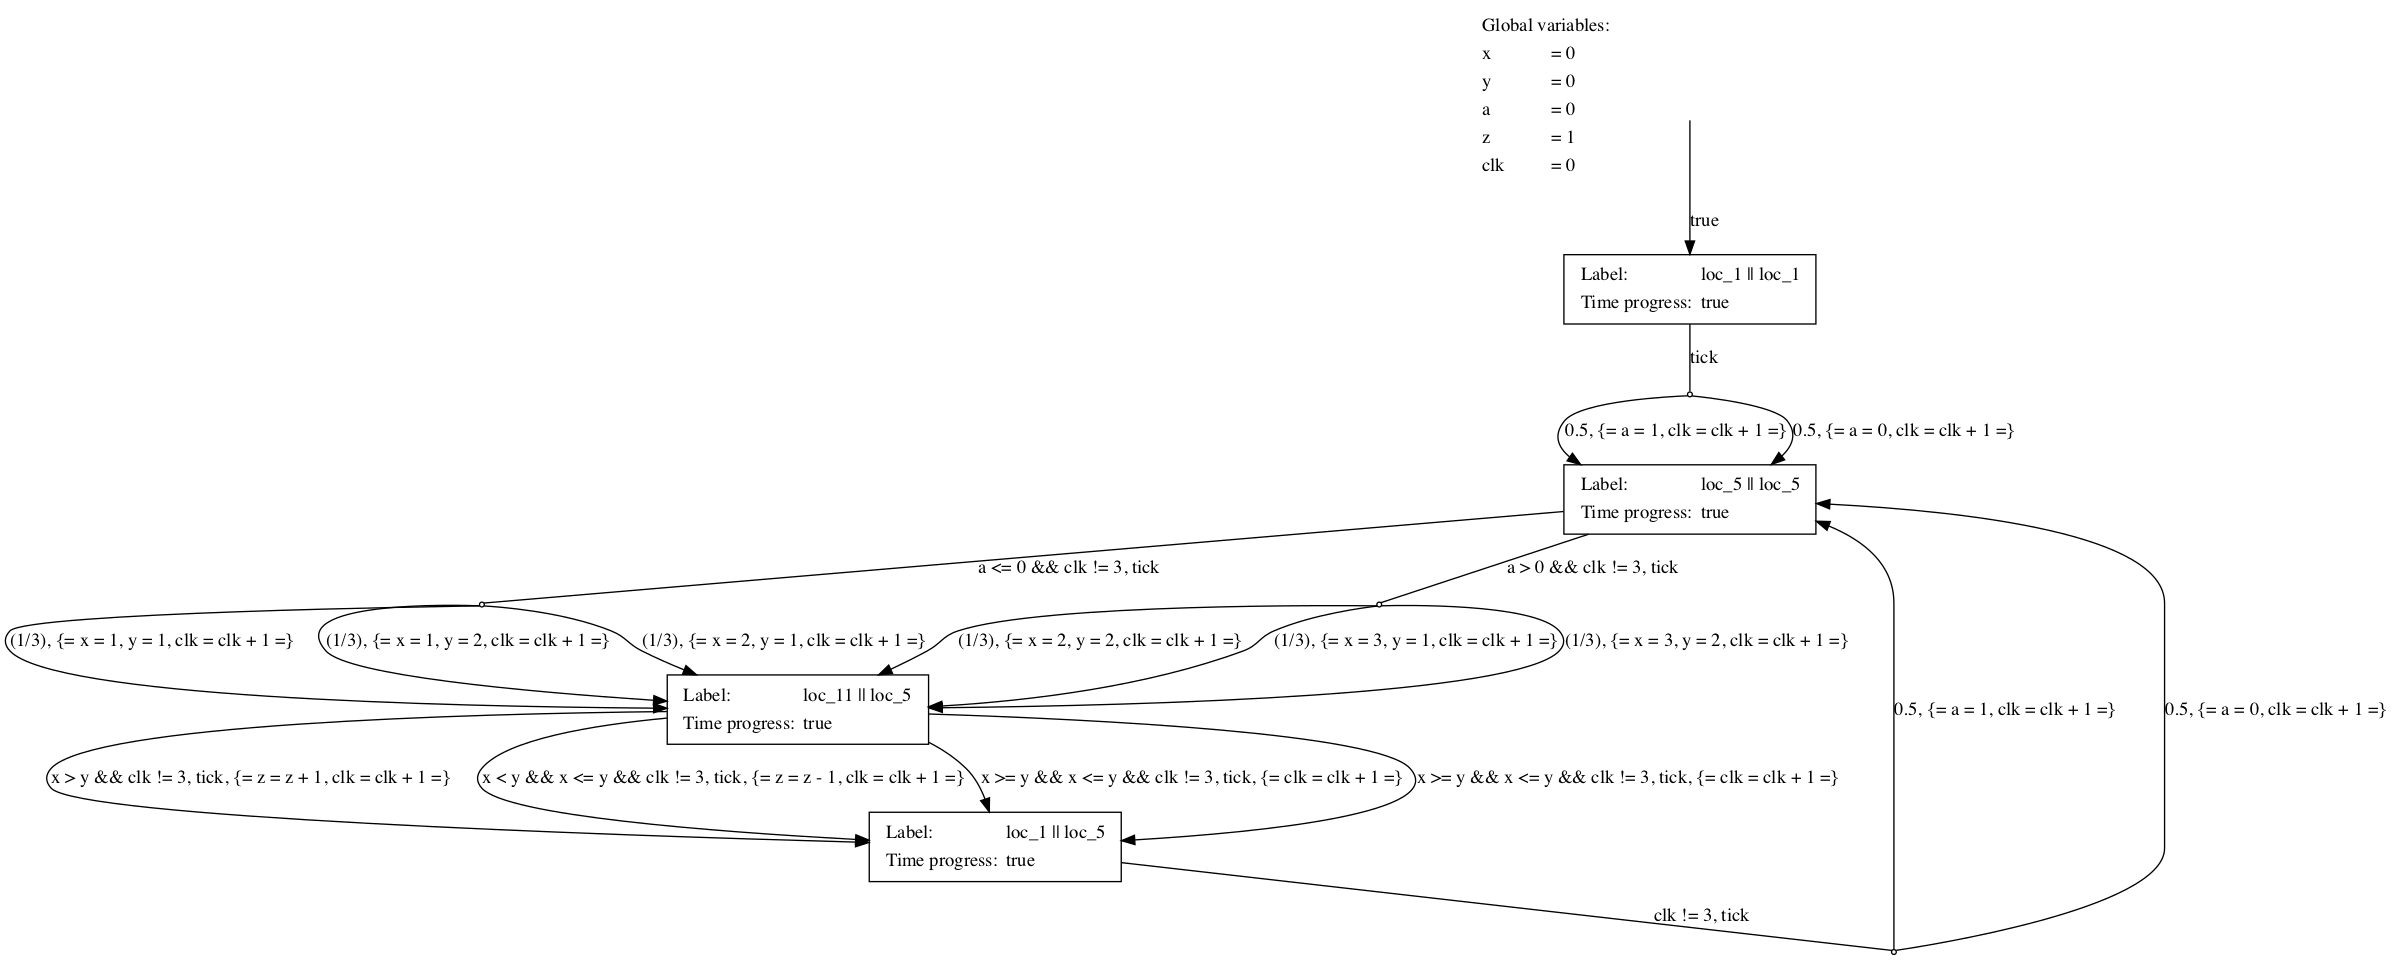 Global variables:
x = 0
y = 0
a = 0
z = 1
clk = 0
true
Label: loc_1 || loc_1
Time progress: true
tick
0.5, {= a = 1, clk = clk + 1 =}
0.5, {= a = 0, clk = clk + 1 =}
Label: loc_5 || loc_5
Time progress: true
a <= 0 && clk != 3, tick
a > 0 && clk != 3, tick
(1/3), {= x = 1, y = 1, clk = clk + 1 =}
(1/3), {= x = 1, y = 2, clk = clk + 1 =}
(1/3), {= x = 2, y = 1, clk = clk + 1 =}
(1/3), {= x = 2, y = 2, clk = clk + 1 =}
(1/3), {= x = 3, y = 1, clk = clk + 1 =}
(1/3), {= x = 3, y = 2, clk = clk + 1 =}
Label: loc_11 || loc_5
Time progress: true
0.5, {= a = 1, clk = clk + 1 =}
0.5, {= a = 0, clk = clk + 1 =}
x > y && clk != 3, tick, {= z = z + 1, clk = clk + 1 =}
x < y && x <= y && clk != 3, tick, {= z = z - 1, clk = clk + 1 =}
x >= y && x <= y && clk != 3, tick, {= clk = clk + 1 =}
x >= y && x <= y && clk != 3, tick, {= clk = clk + 1 =}
Label: loc_1 || loc_5
Time progress: true
clk != 3, tick